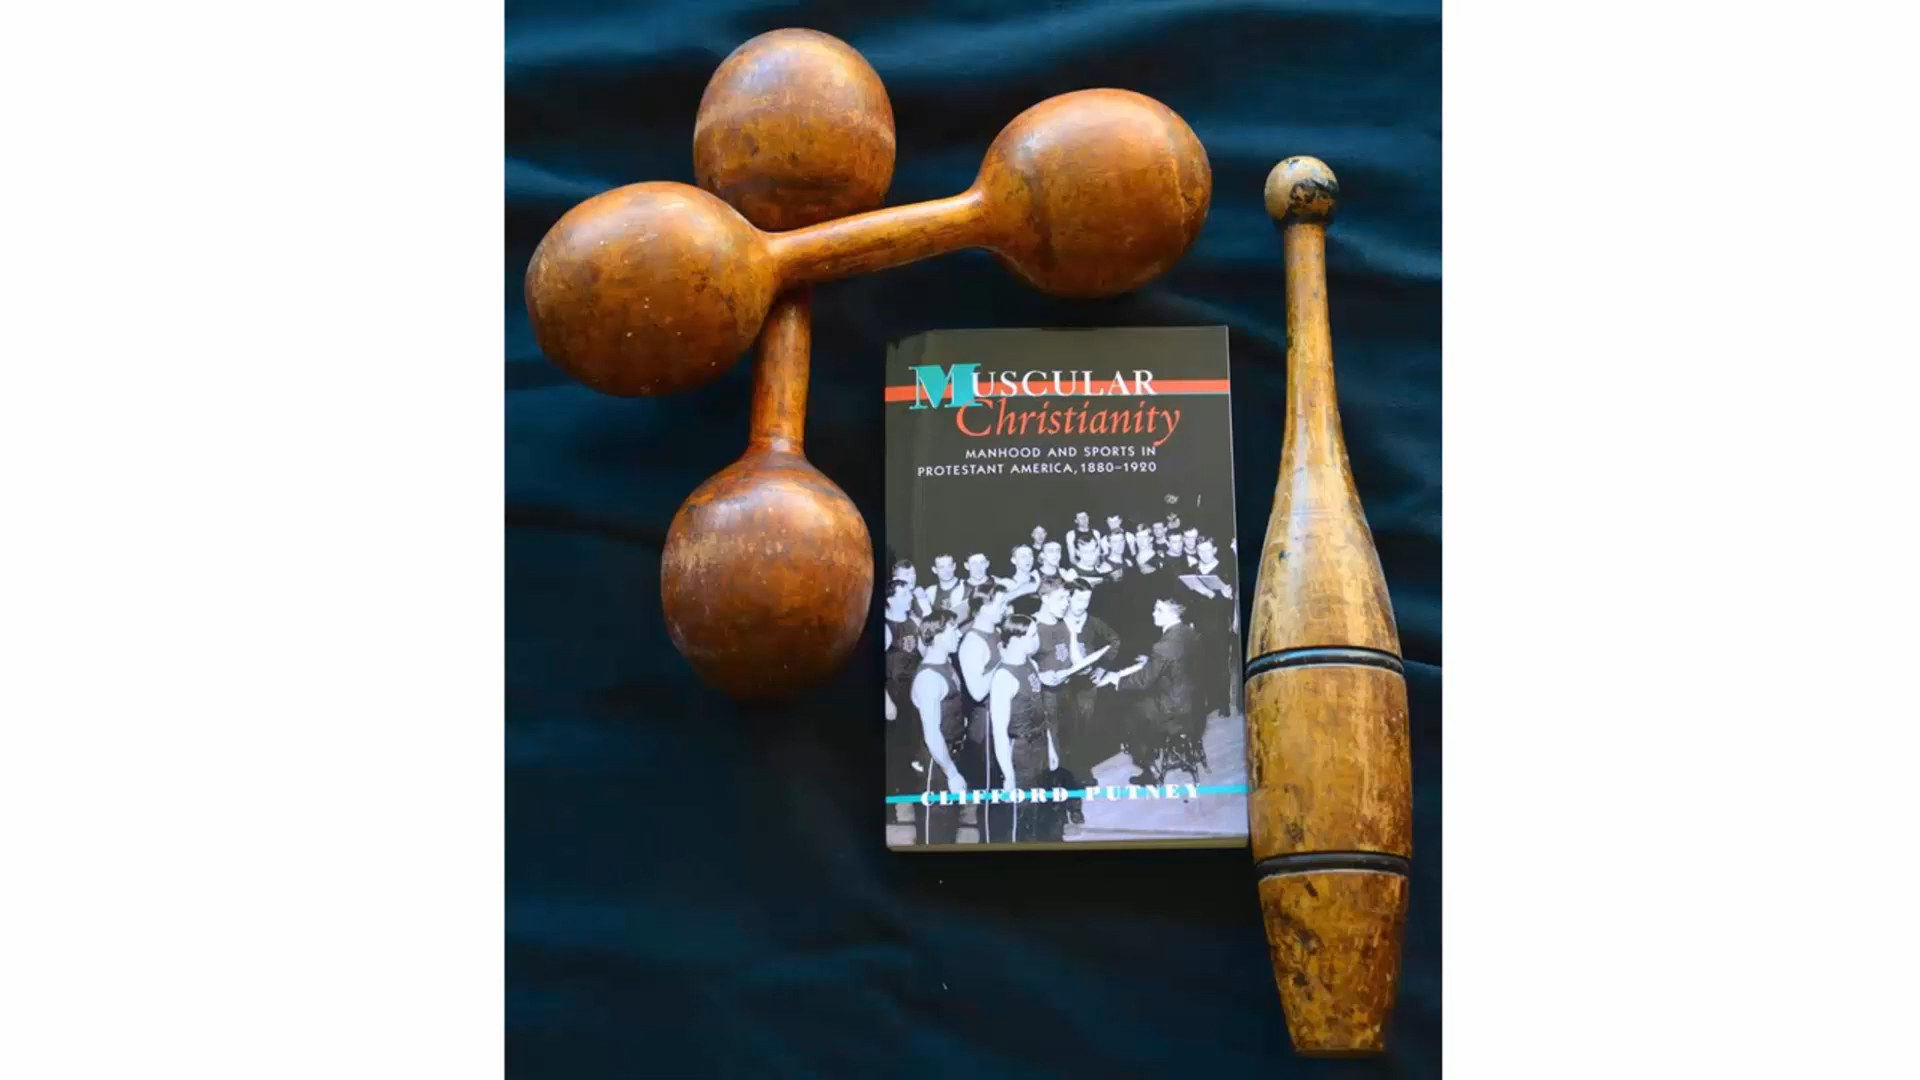 MUSCULAR
Christianity
MANHOOD AND SPORTS IN
PROTESTANT AMERICA, 1880–1920
CLIFFORD PUTNEY